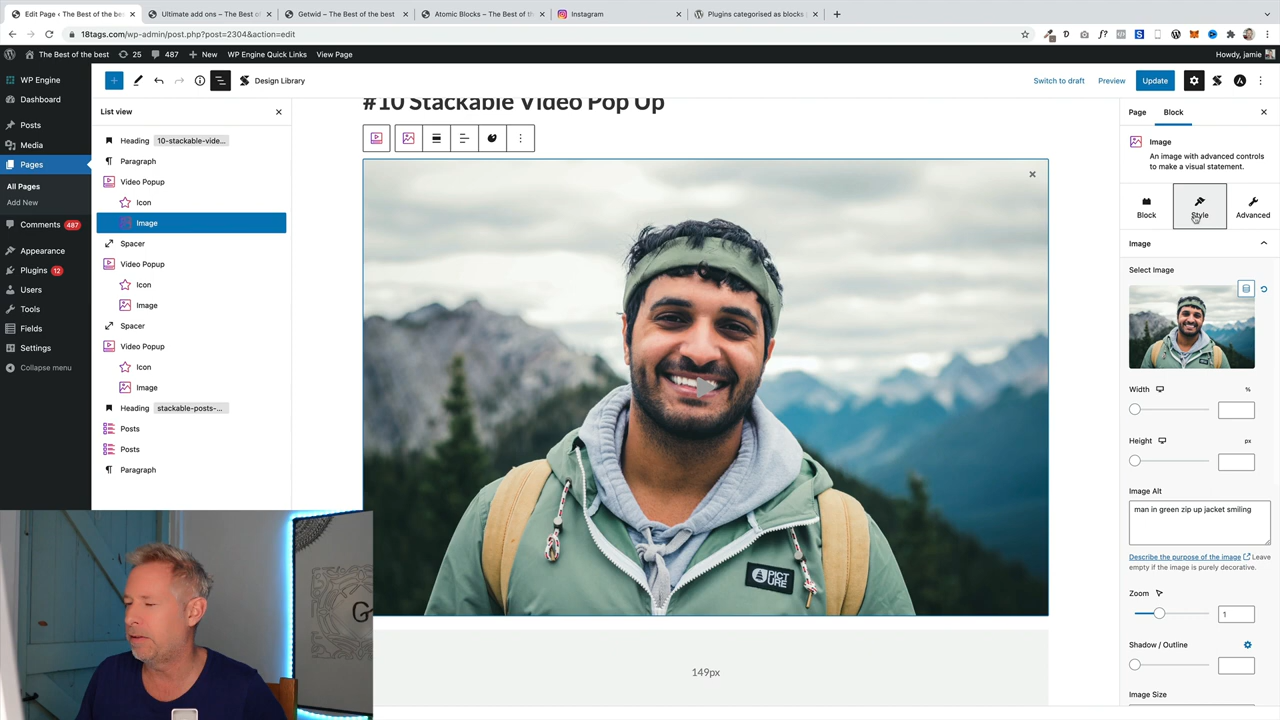 Edit Page ‹ The Best of the bes
Ultimate add ons – The Best of
Getwid – The Best of the best
Atomic Blocks – The Best of th
Instagram
Plugins categorised as blocks
18tags.com/wp-admin/post.php?post=2304&action=edit
The Best of the best
25
487
New
WP Engine Quick Links
View Page
Howdy, jamie
WP Engine
Dashboard
Posts
Media
Pages
All Pages
Add New
Comments 487
Appearance
Plugins 12
Users
Tools
Fields
Settings
Collapse menu
Design Library
Switch to draft
Preview
Update
List view
Heading 10-stackable-vide...
Paragraph
Video Popup
Icon
Image
Spacer
Video Popup
Icon
Image
Spacer
Video Popup
Icon
Image
Heading stackable-posts-...
Posts
Posts
Paragraph
#10 Stackable Video Pop Up
PICT
URE
149px
Page
Block
Image
An image with advanced controls
to make a visual statement.
Block
Style
Advanced
Image
Select Image
Width
%
Height
px
Image Alt
man in green zip up jacket smiling
Describe the purpose of the image Leave
empty if the image is purely decorative.
Zoom
1
Shadow / Outline
Image Size
G